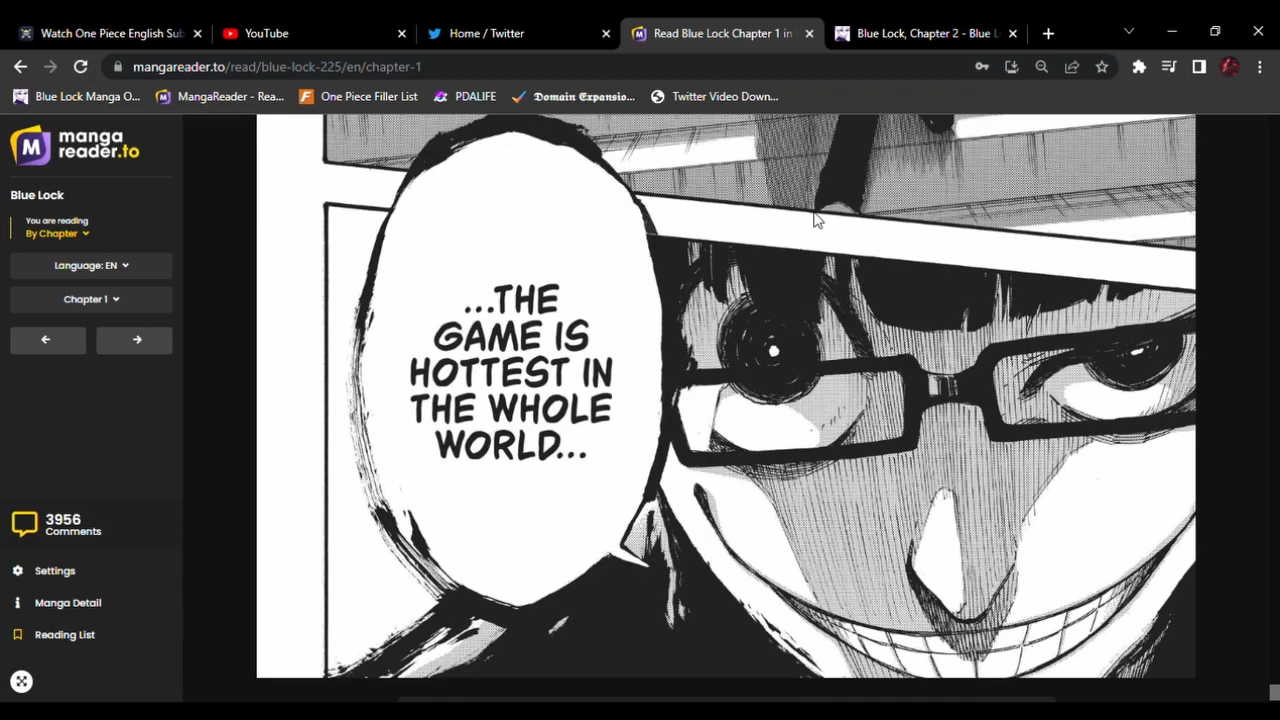 Watch One Piece English Sub
YouTube
Home / Twitter
Read Blue Lock Chapter 1 in
Blue Lock, Chapter 2 - Blue L
mangareader.to/read/blue-lock-225/en/chapter-1
Blue Lock Manga O...
MangaReader - Rea...
One Piece Filler List
PDALIFE
𝕯𝖔𝖒𝖆𝖎𝖓 𝕰𝖝𝖕𝖆𝖓𝖘𝖎𝖔...
Twitter Video Down...
manga
reader.to
Blue Lock
You are reading
By Chapter
Language: EN
Chapter 1
3956
Comments
Settings
Manga Detail
Reading List
...THE
GAME IS
HOTTEST IN
THE WHOLE
WORLD...